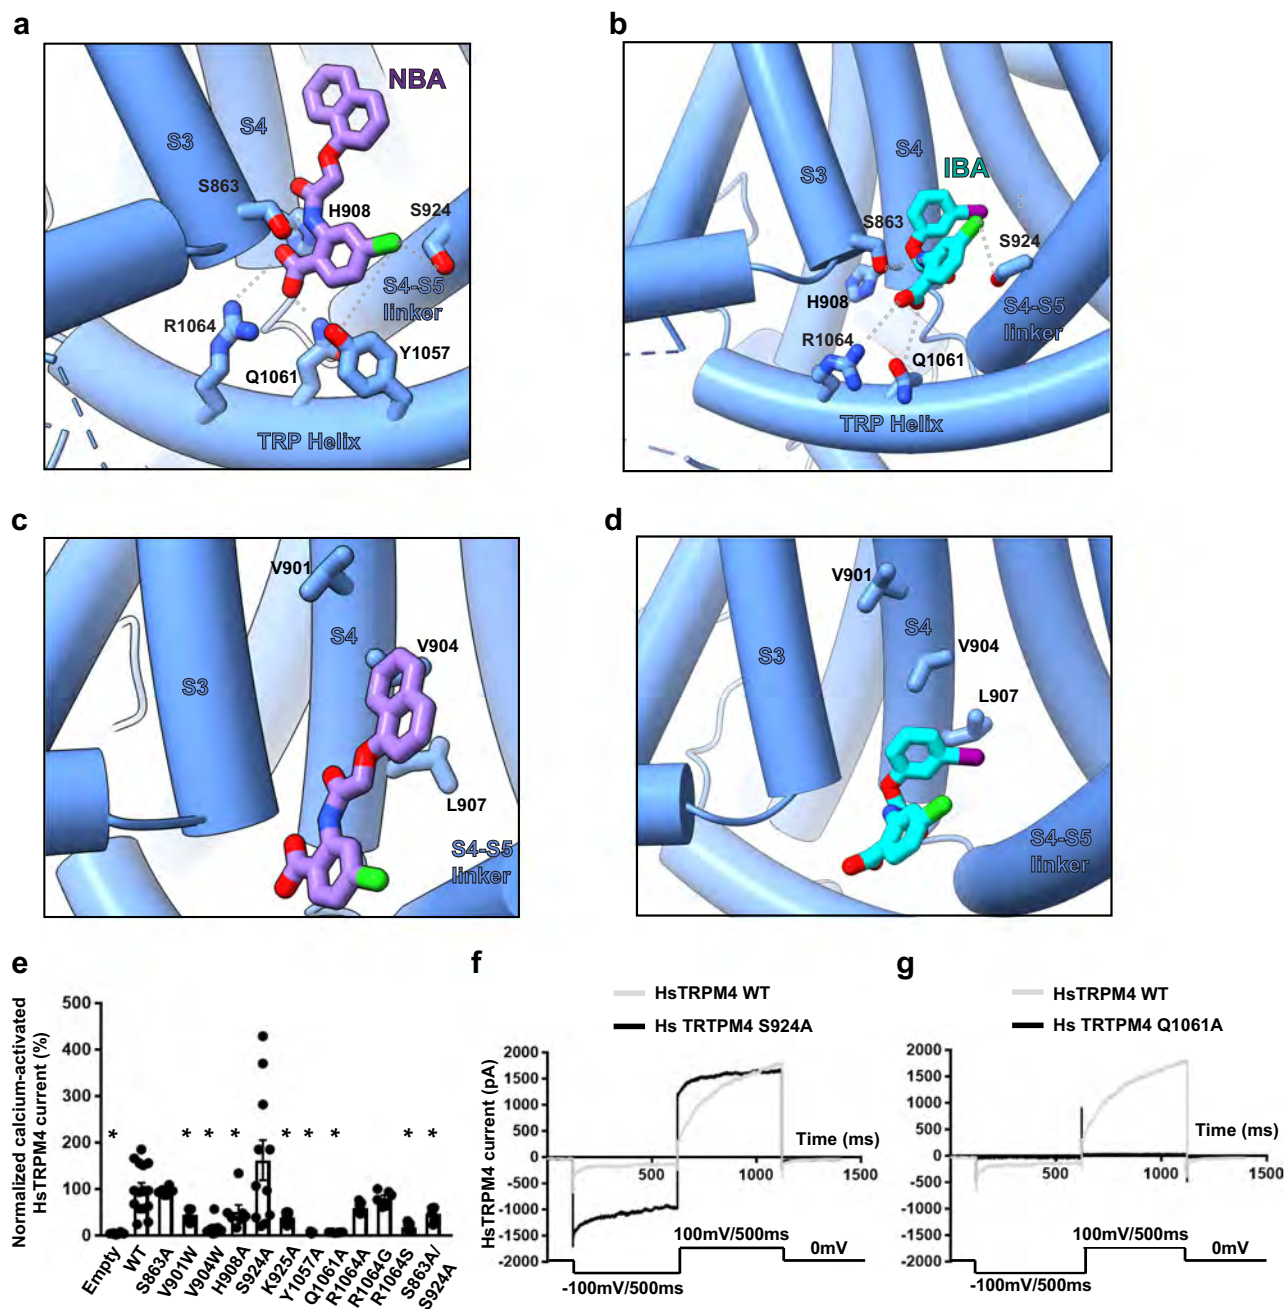 a
NBA
S4
S3
S863
H908
S924
S4-S5
linker
R1064
Y1057
Q1061
TRP Helix
b
S4
IBA
S3
S863
S924
H908
S4-S5
linker
R1064
Q1061
TRP Helix
c
V901
S4
V904
S3
L907
S4-S5
linker
d
V901
S4
V904
S3
L907
S4-S5
linker
e
Normalized calcium-activated
HsTRPM4 current (%)
500
400
300
200
100
0
* * * * * * * * *
Empty
WT
S863A
V901W
V904W
H908A
S924A
K925A
Y1057A
Q1061A
R1064A
R1064G
R1064S
S863A/
S924A
f
HsTRPM4 WT
Hs TRTPM4 S924A
HsTRPM4 current (pA)
2000
1500
1000
500
0
-500
-1000
-1500
-2000
Time (ms)
500 1000 1500
100mV/500ms
0mV
-100mV/500ms
g
HsTRPM4 WT
Hs TRTPM4 Q1061A
2000
1500
1000
500
0
-500
-1000
-1500
-2000
Time (ms)
500 1000 1500
100mV/500ms
0mV
-100mV/500ms